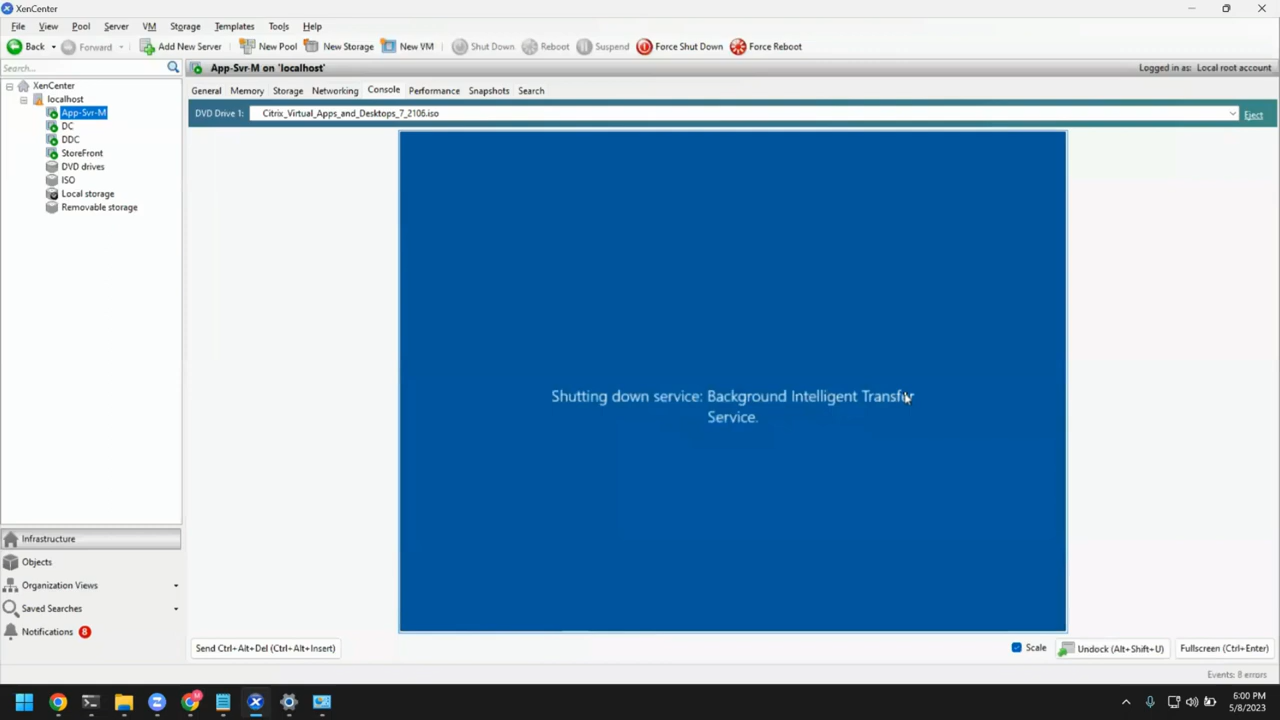 XenCenter
File View Pool Server VM Storage Templates Tools Help
Back Forward Add New Server New Pool New Storage New VM Shut Down Reboot Suspend Force Shut Down Force Reboot
Search... App-Svr-M on 'localhost' Logged in as: Local root account
XenCenter
localhost
App-Svr-M
DC
DDC
StoreFront
DVD drives
ISO
Local storage
Removable storage
General Memory Storage Networking Console Performance Snapshots Search
DVD Drive 1: Citrix_Virtual_Apps_and_Desktops_7_2106.iso Eject
Shutting down service: Background Intelligent Transfer
Service.
Infrastructure
Objects
Organization Views
Saved Searches
Notifications 8
Send Ctrl+Alt+Del (Ctrl+Alt+Insert) Scale Undock (Alt+Shift+U) Fullscreen (Ctrl+Enter)
Events: 8 errors
6:00 PM
5/8/2023